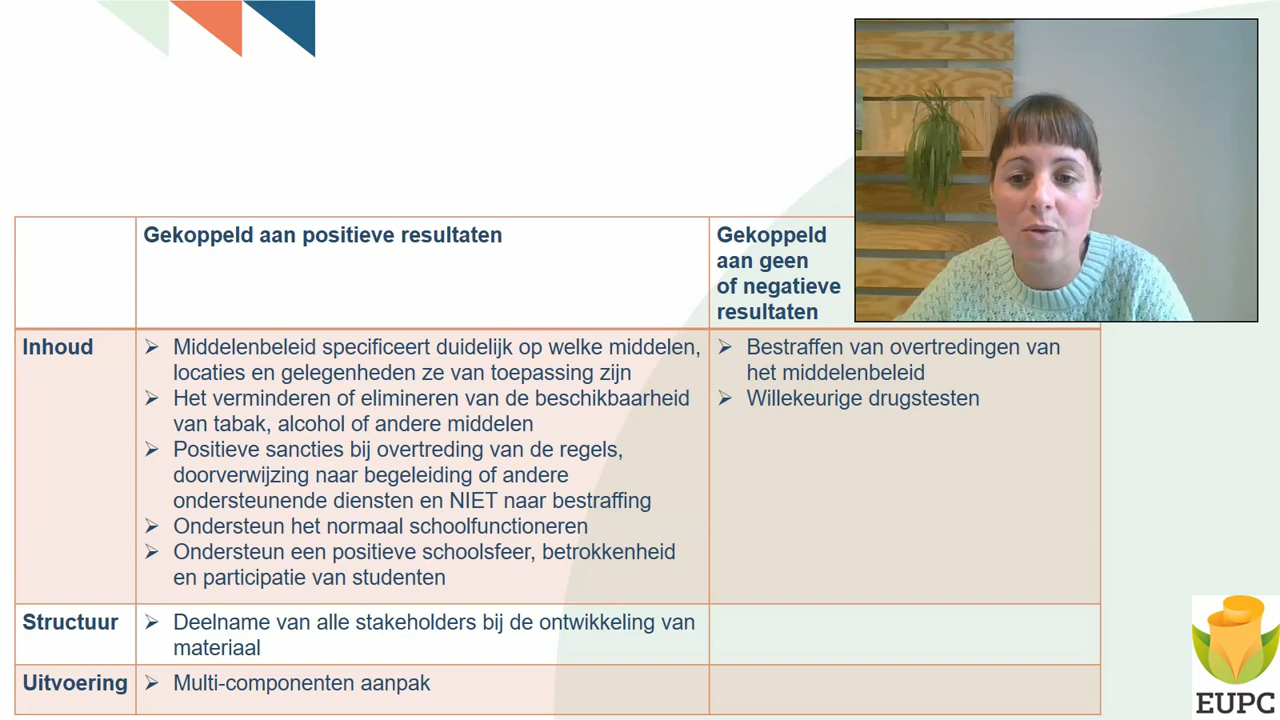 Gekoppeld aan positieve resultaten
Gekoppeld
aan geen
of negatieve
resultaten
Inhoud
Middelenbeleid specificeert duidelijk op welke middelen,
locaties en gelegenheden ze van toepassing zijn
Het verminderen of elimineren van de beschikbaarheid
van tabak, alcohol of andere middelen
Positieve sancties bij overtreding van de regels,
doorverwijzing naar begeleiding of andere
ondersteunende diensten en NIET naar bestraffing
Ondersteun het normaal schoolfunctioneren
Ondersteun een positieve schoolsfeer, betrokkenheid
en participatie van studenten
Bestraffen van overtredingen van
het middelenbeleid
Willekeurige drugstesten
Structuur
Deelname van alle stakeholders bij de ontwikkeling van
materiaal
Uitvoering
Multi-componenten aanpak
EUPC